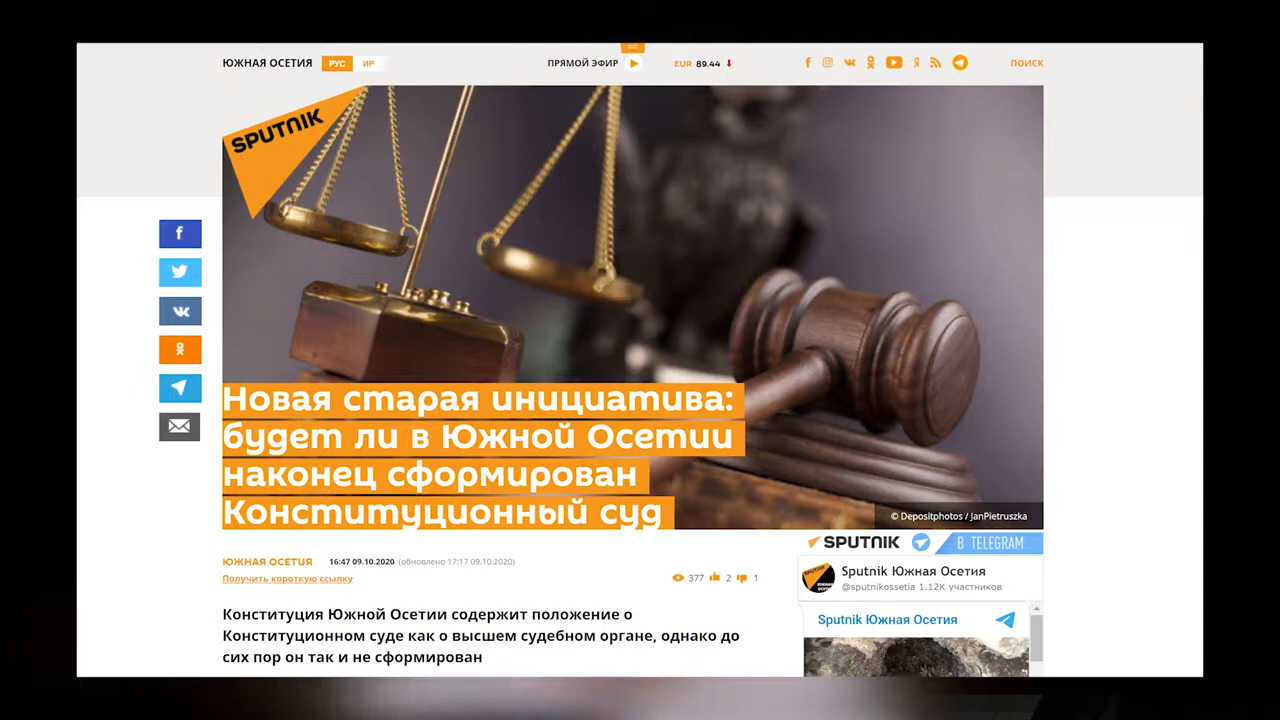 ЮЖНАЯ ОСЕТИЯ РУС ИР ПРЯМОЙ ЭФИР EUR 89.44 ПОИСК
SPUTNIK
Новая старая инициатива:
будет ли в Южной Осетии
наконец сформирован
Конституционный суд
© Depositphotos / JanPietruszka
SPUTNIK В TELEGRAM
ЮЖНАЯ ОСЕТИЯ 16:47 09.10.2020 (обновлено 17:17 09.10.2020)
Получить короткую ссылку
377 2 1
Sputnik Южная Осетия
@sputnikossetia 1.12K участников
Sputnik Южная Осетия
Конституция Южной Осетии содержит положение о
Конституционном суде как о высшем судебном органе, однако до
сих пор он так и не сформирован